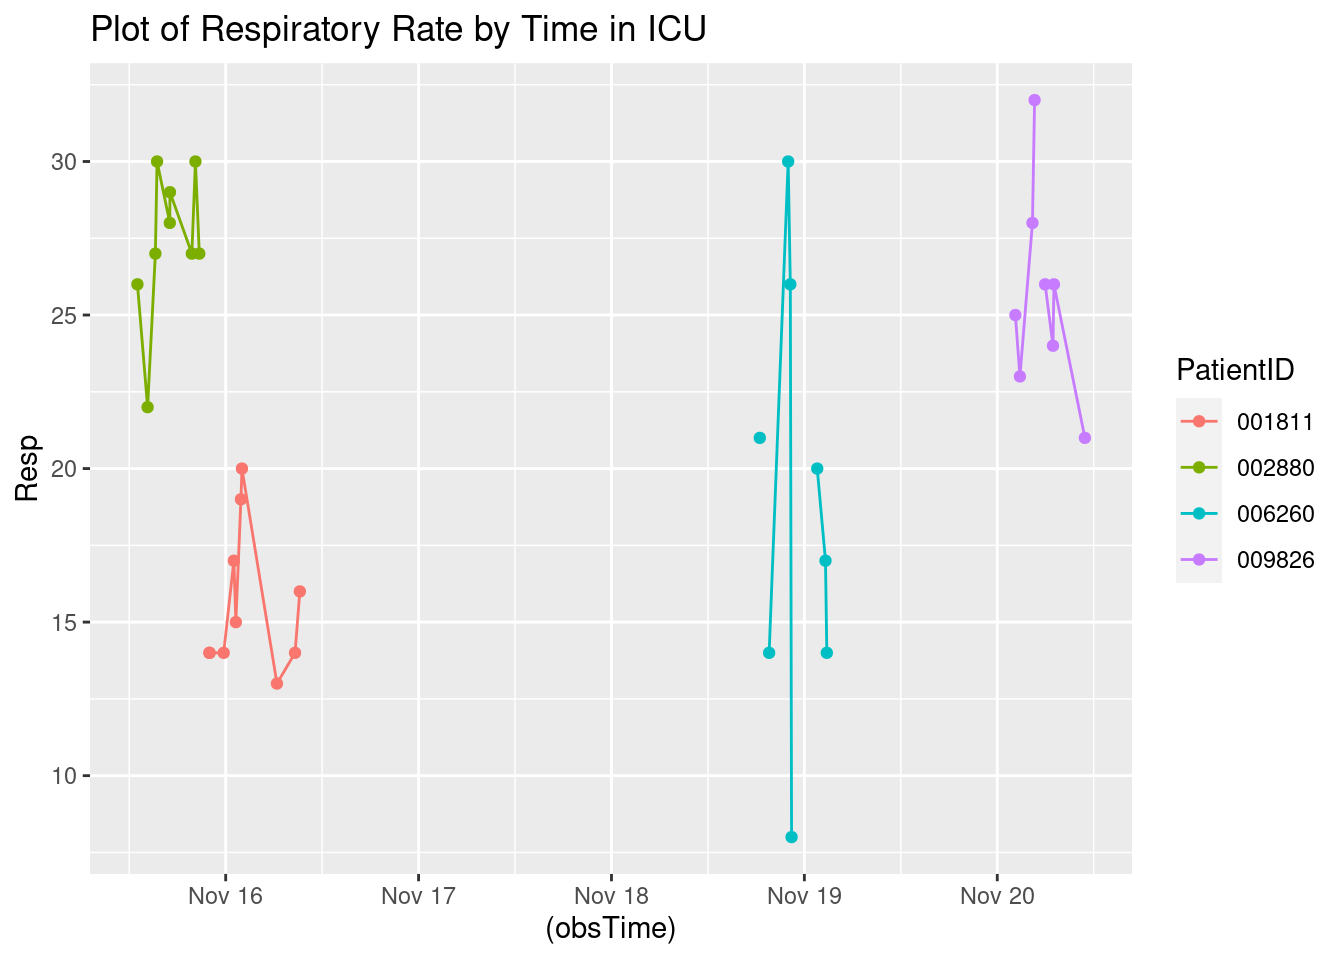 Plot of Respiratory Rate by Time in ICU
30
25
20
15
10
Resp
Nov 16 Nov 17 Nov 18 Nov 19 Nov 20
(obsTime)
PatientID
001811
002880
006260
009826